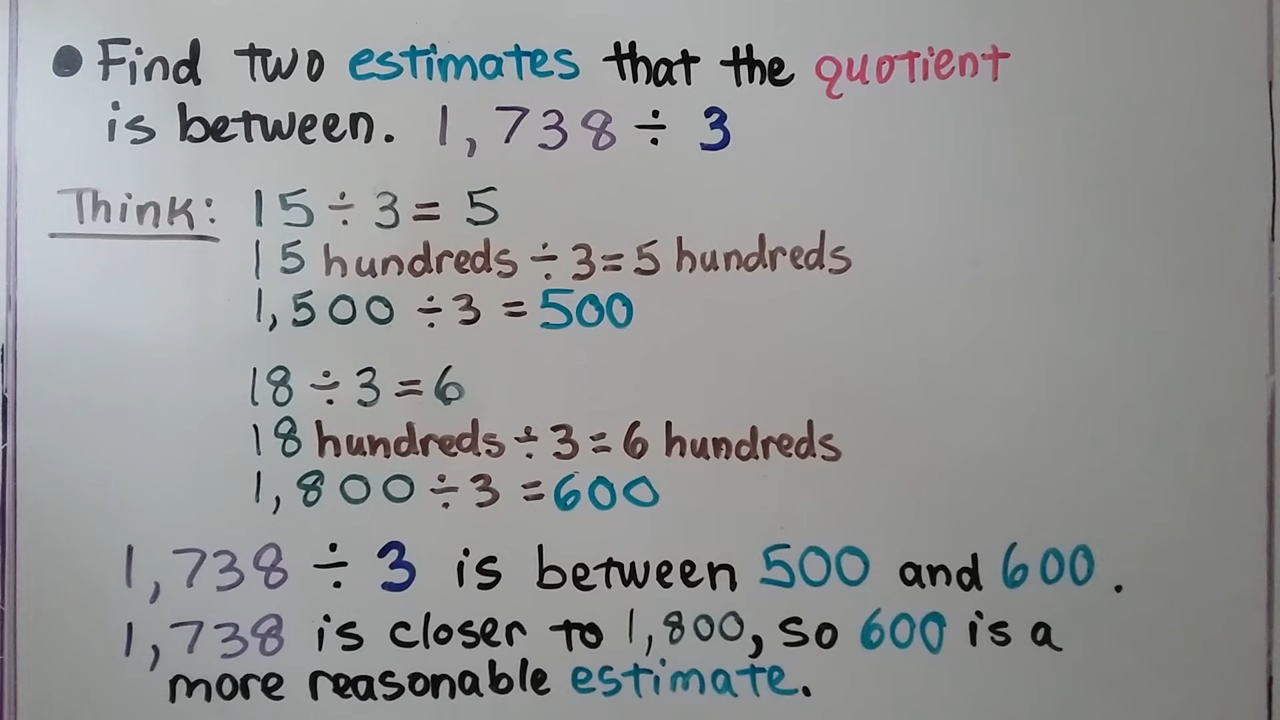 • Find two estimates that the quotient
is between. 1,738 ÷ 3
Think: 15 ÷ 3 = 5
15 hundreds ÷ 3 = 5 hundreds
1,500 ÷ 3 = 500
18 ÷ 3 = 6
18 hundreds ÷ 3 = 6 hundreds
1,800 ÷ 3 = 600
1,738 ÷ 3 is between 500 and 600.
1,738 is closer to 1,800, so 600 is a
more reasonable estimate.